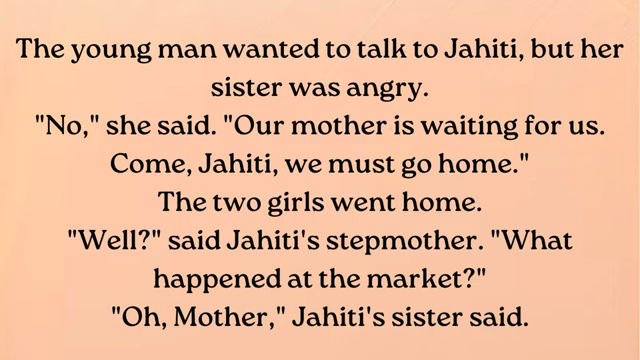 The young man wanted to talk to Jahiti, but her
sister was angry.
"No," she said. "Our mother is waiting for us.
Come, Jahiti, we must go home."
The two girls went home.
"Well?" said Jahiti's stepmother. "What
happened at the market?"
"Oh, Mother," Jahiti's sister said.